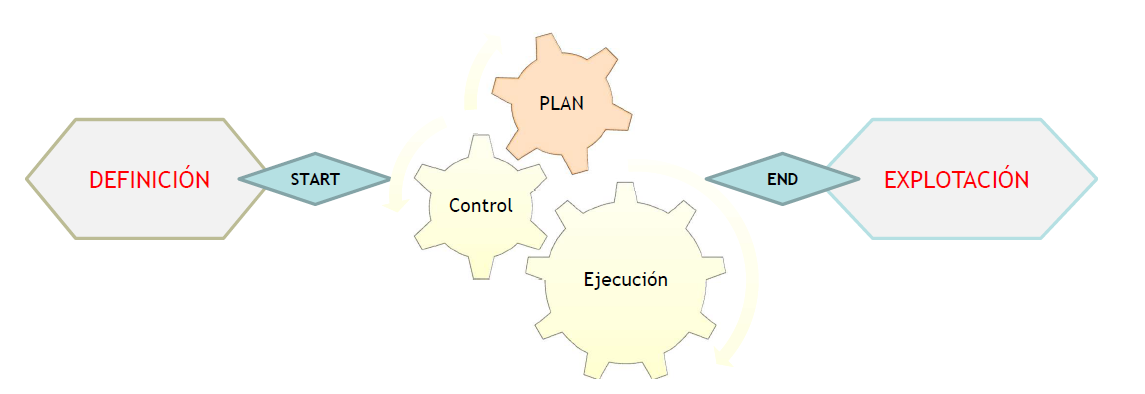 PLAN
DEFINICIÓN
START
Control
END
EXPLOTACIÓN
Ejecución